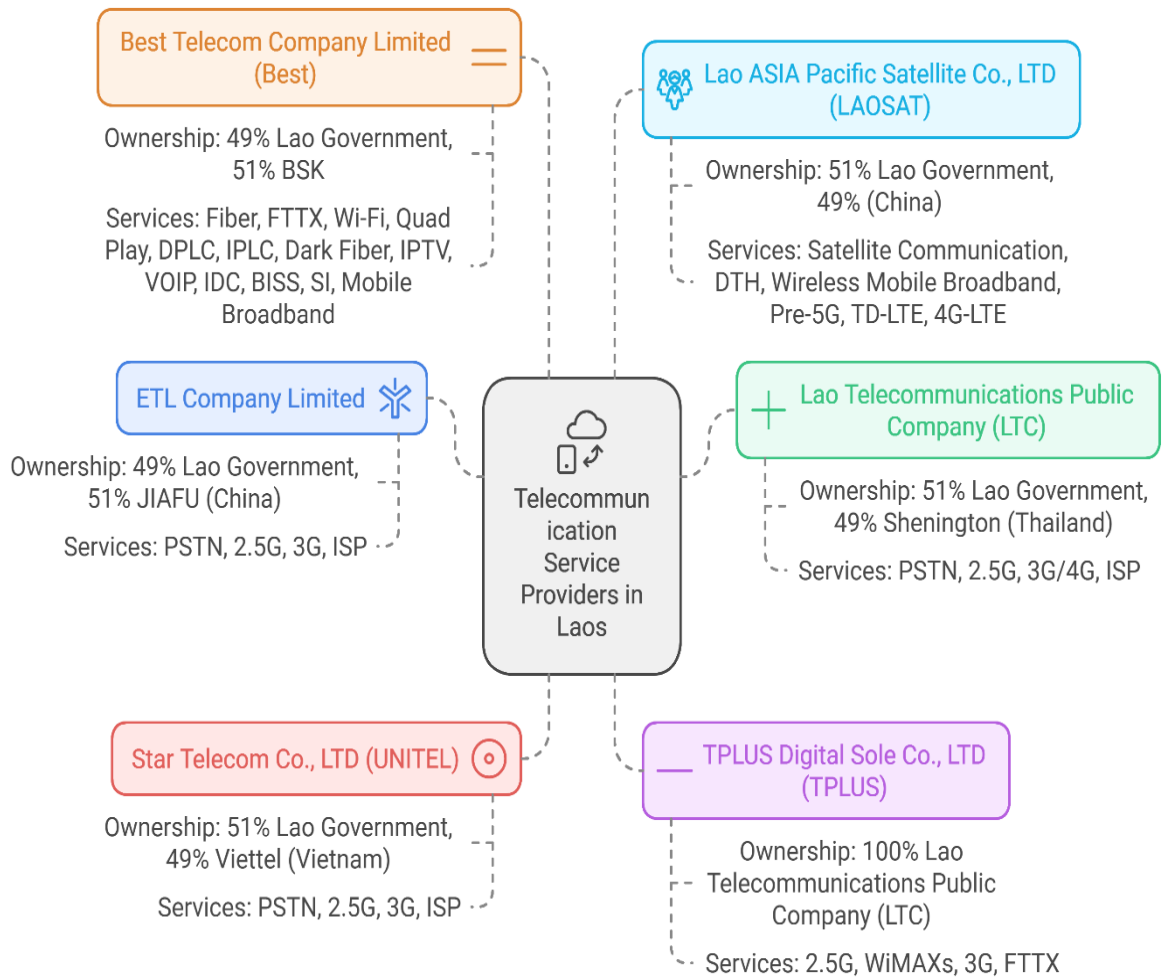 Best Telecom Company Limited
(Best)
Ownership: 49% Lao Government,
51% BSK
Services: Fiber, FTTX, Wi-Fi, Quad
Play, DPLC, IPLC, Dark Fiber, IPTV,
VOIP, IDC, BISS, SI, Mobile
Broadband
Lao ASIA Pacific Satellite Co., LTD
(LAOSAT)
Ownership: 51% Lao Government,
49% (China)
Services: Satellite Communication,
DTH, Wireless Mobile Broadband,
Pre-5G, TD-LTE, 4G-LTE
ETL Company Limited
Ownership: 49% Lao Government,
51% JIAFU (China)
Services: PSTN, 2.5G, 3G, ISP
Telecommun
ication
Service
Providers in
Laos
Lao Telecommunications Public
Company (LTC)
Ownership: 51% Lao Government,
49% Shenington (Thailand)
Services: PSTN, 2.5G, 3G/4G, ISP
Star Telecom Co., LTD (UNITEL)
Ownership: 51% Lao Government,
49% Viettel (Vietnam)
Services: PSTN, 2.5G, 3G, ISP
TPLUS Digital Sole Co., LTD
(TPLUS)
Ownership: 100% Lao
Telecommunications Public
Company (LTC)
Services: 2.5G, WiMAXs, 3G, FTTX